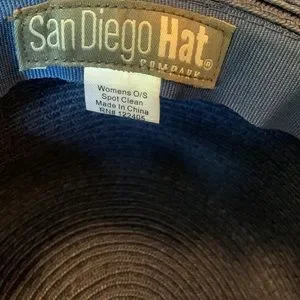 San Diego Hat
COMPANY
®
Womens O/S
Spot Clean
Made In China
RN# 122405